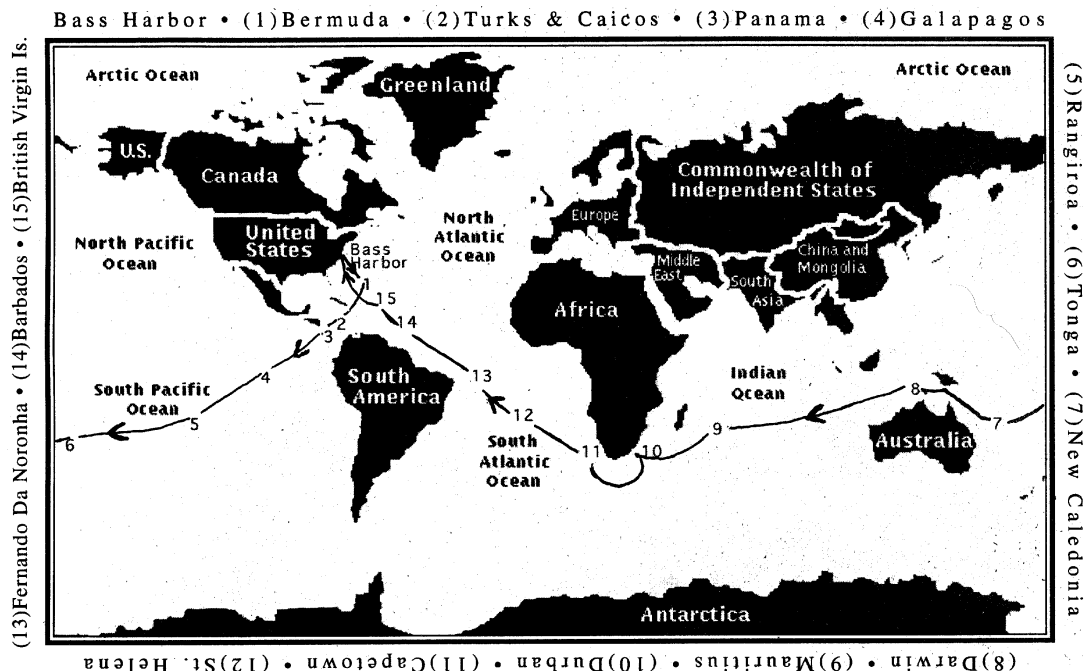 Bass Harbor • (1)Bermuda • (2)Turks & Caicos • (3)Panama • (4)Galapagos
(5)Rangiroa • (6)Tonga • (7)New Caledonia
(8)Darwin • (9)Mauritius • (10)Durban • (11)Capetown • (12)St. Helena
(13)Fernando Da Noronha • (14)Barbados • (15)British Virgin Is.
Arctic Ocean
Greenland
Arctic Ocean
U.S.
Canada
Commonwealth of
Independent States
Europe
North Pacific
Ocean
United
States
Bass
Harbor
North
Atlantic
Ocean
Middle
East
South
Asia
China and
Mongolia
Africa
1
15
2
14
3
4
South Pacific
Ocean
5
6
South
America
13
12
South
Atlantic
Ocean
11
10
Indian
Ocean
9
8
7
Australia
Antarctica